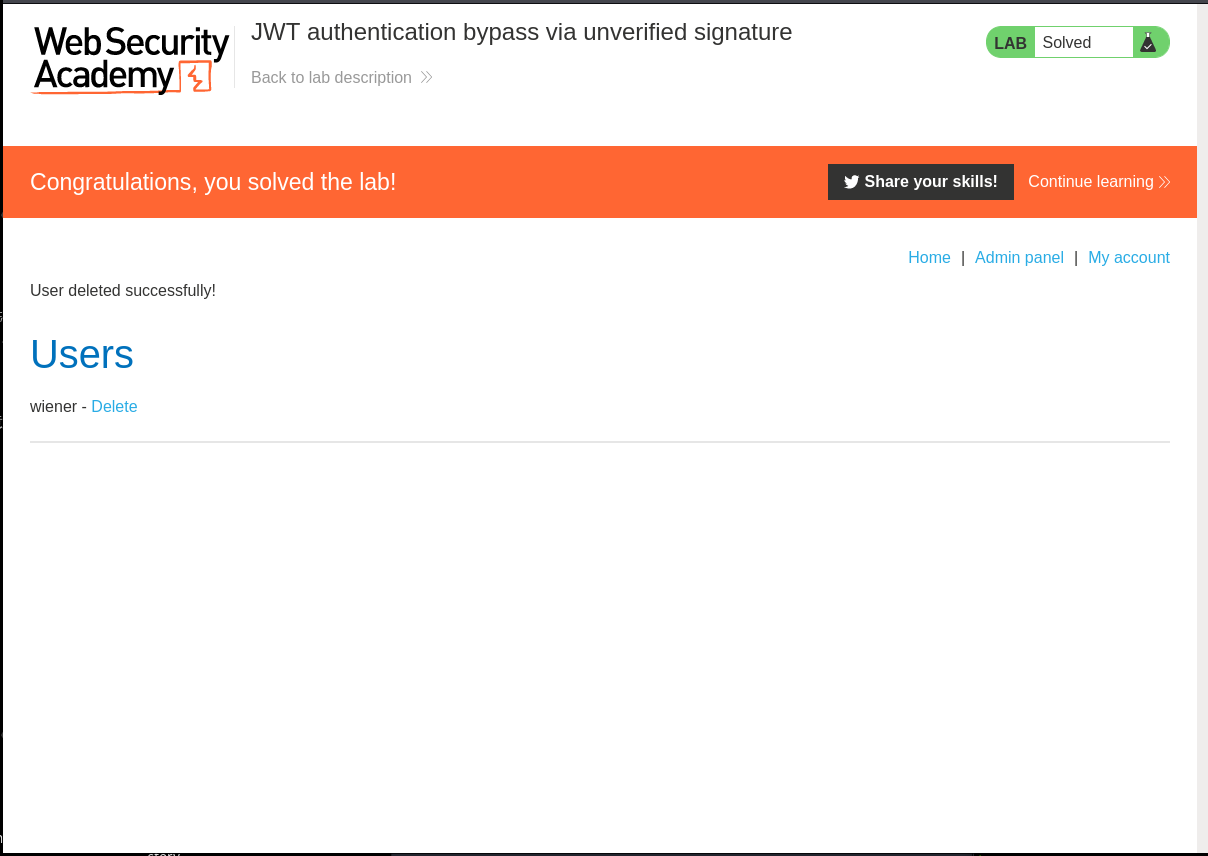 Web Security
Academy
JWT authentication bypass via unverified signature
Back to lab description
LAB Solved
Congratulations, you solved the lab!
Share your skills!
Continue learning
Home | Admin panel | My account
User deleted successfully!
Users
wiener - Delete